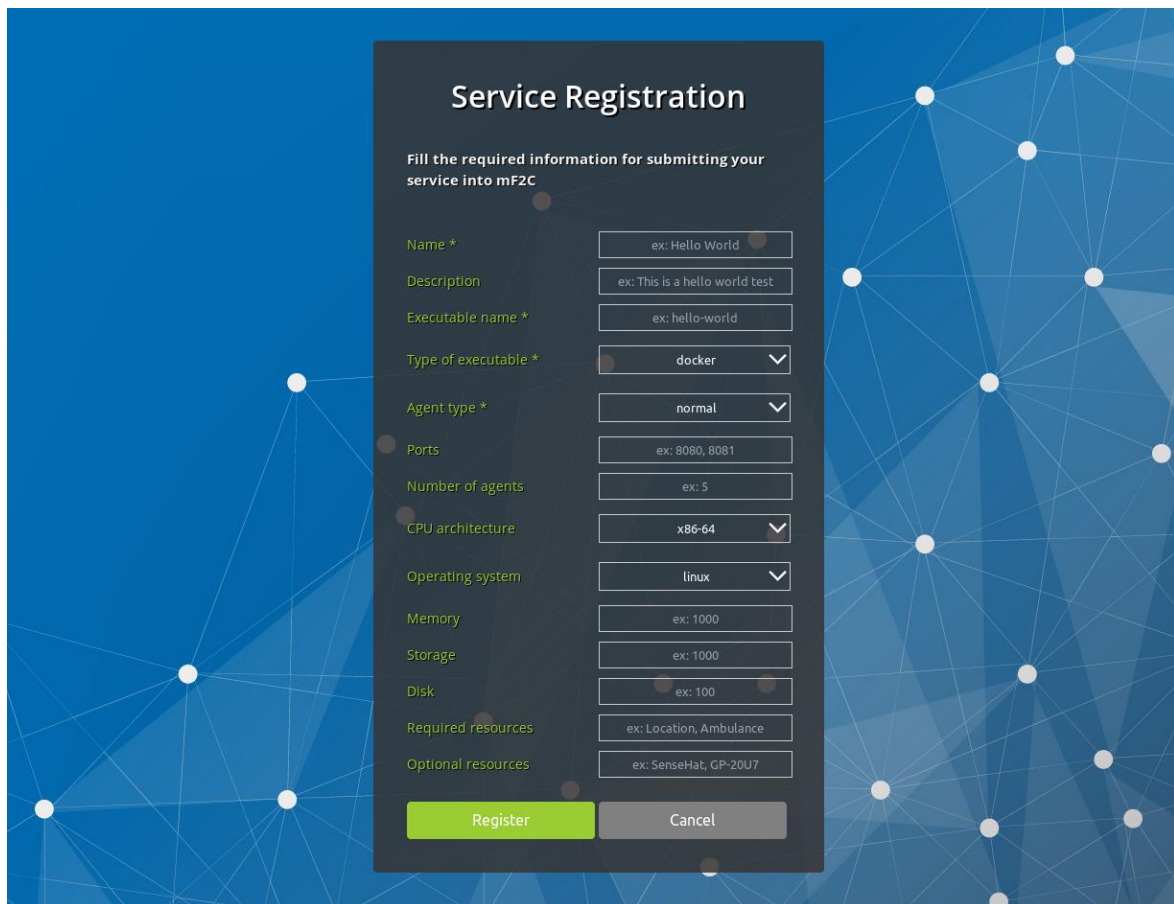 Service Registration
Fill the required information for submitting your
service into mF2C
Name * ex: Hello World
Description ex: This is a hello world test
Executable name * ex: hello-world
Type of executable * docker
Agent type * normal
Ports ex: 8080, 8081
Number of agents ex: 5
CPU architecture x86-64
Operating system linux
Memory ex: 1000
Storage ex: 1000
Disk ex: 100
Required resources ex: Location, Ambulance
Optional resources ex: SenseHat, GP-20U7
Register Cancel